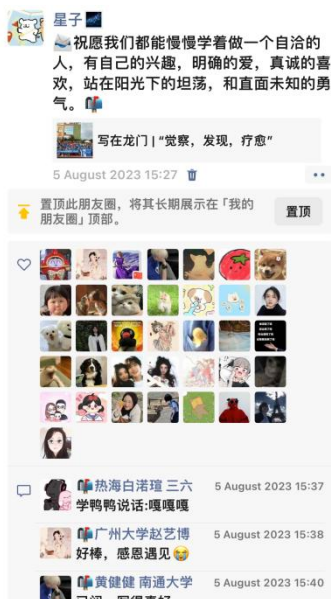 星子
祝愿我们都能慢慢学着做一个自洽的
人，有自己的兴趣，明确的爱，真诚的喜
欢，站在阳光下的坦荡，和直面未知的勇
气。
写在龙门 | “觉察，发现，疗愈”
5 August 2023 15:27
置顶此朋友圈，将其长期展示在「我的
朋友圈」顶部。
置顶
热海白渃瑄 三六
5 August 2023 15:37
学鸭鸭说话:嘎嘎嘎
广州大学赵艺博
5 August 2023 15:38
好棒，感恩遇见
黄健健 南通大学
5 August 2023 15:40